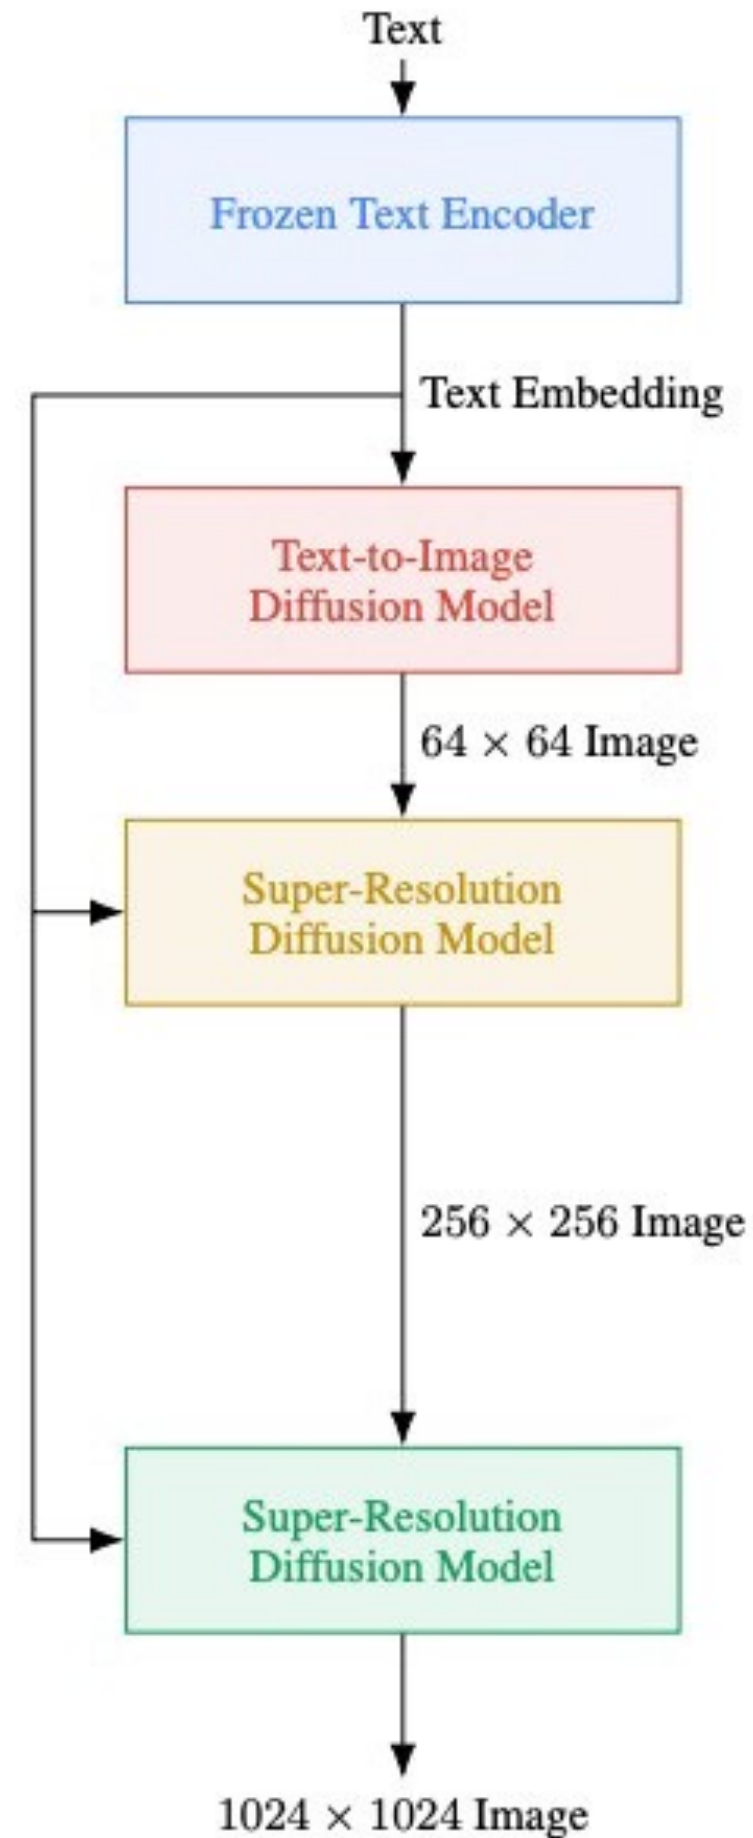 Text
Frozen Text Encoder
Text Embedding
Text-to-Image
Diffusion Model
64 × 64 Image
Super-Resolution
Diffusion Model
256 × 256 Image
Super-Resolution
Diffusion Model
1024 × 1024 Image